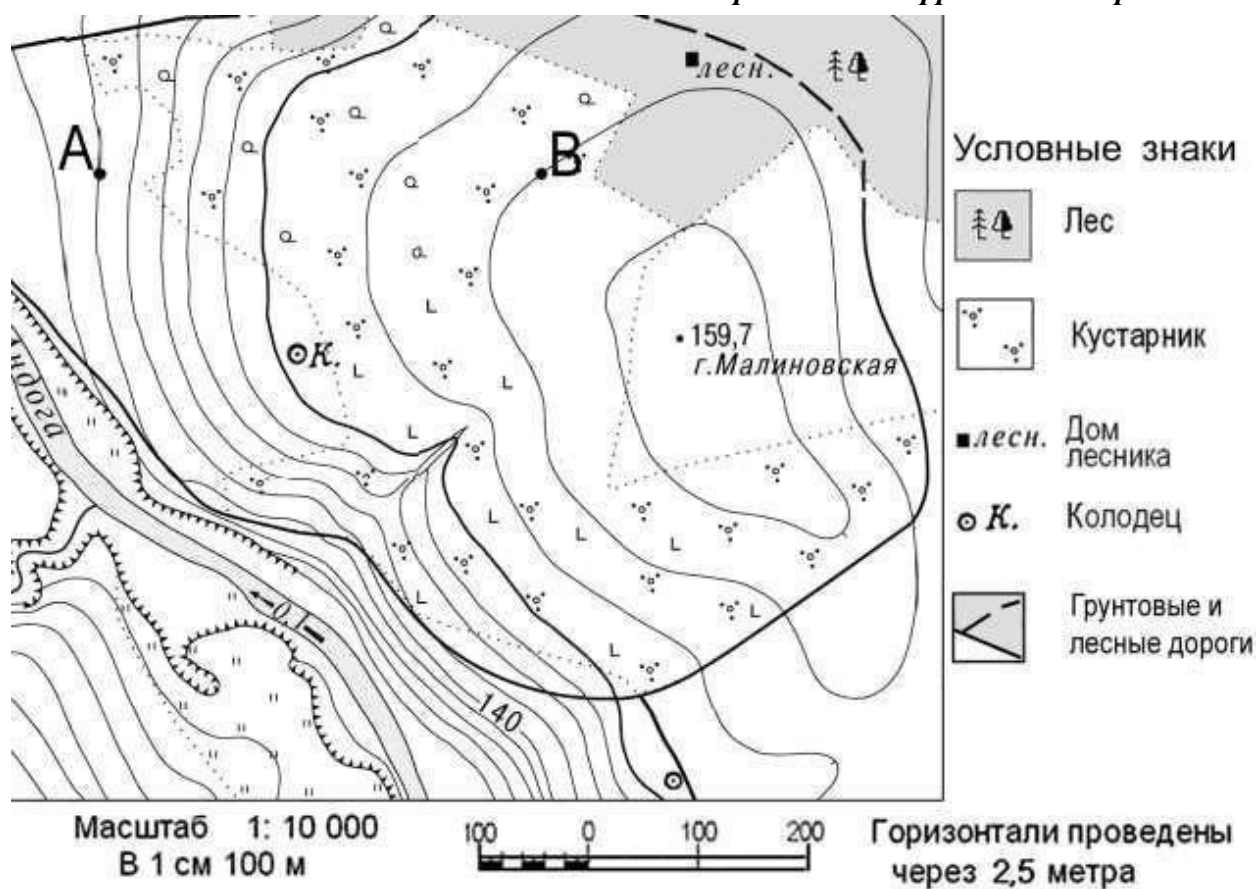 А
В
лесн.
159,7
г.Малиновская
К.
140
Условные знаки
Лес
Кустарник
лесн. Дом
лесника
К. Колодец
Грунтовые и
лесные дороги
Масштаб 1: 10 000
В 1 см 100 м
100 0 100 200
Горизонтали проведены
через 2,5 метра